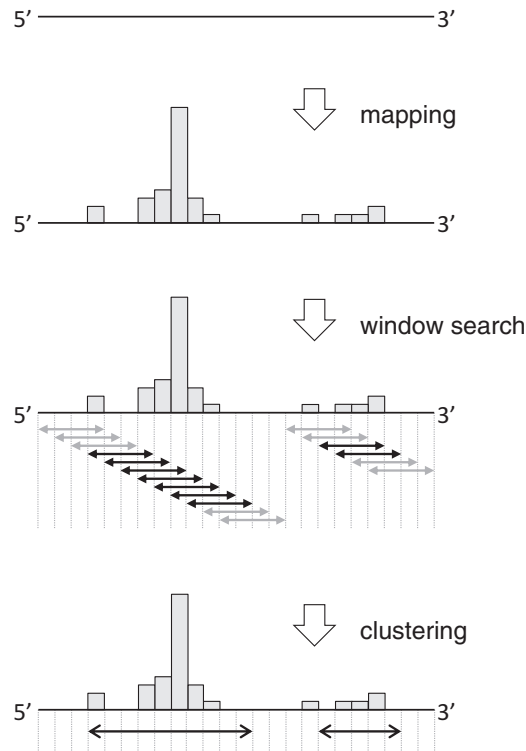 5’ 3’
mapping
5’ 3’
window search
5’ 3’
clustering
5’ 3’